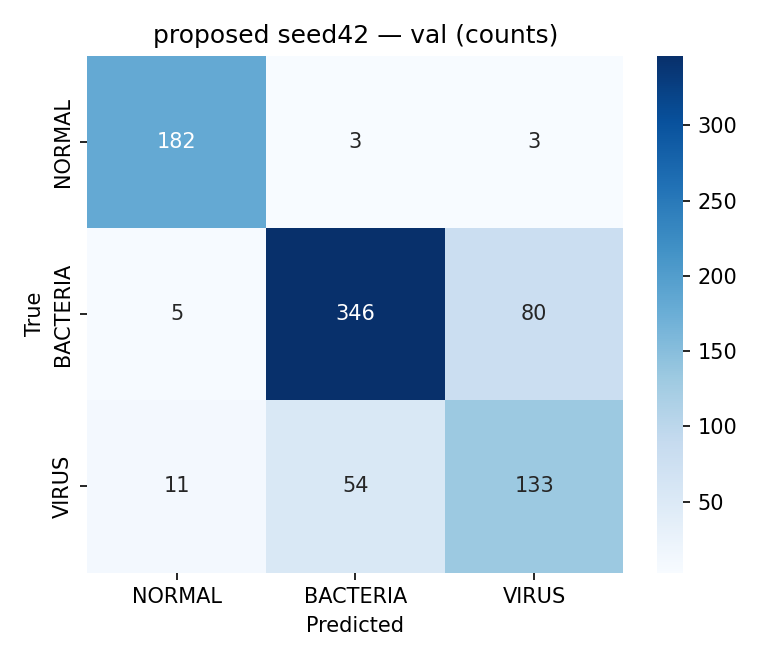 proposed seed42 — val (counts)
NORMAL
182
3
3
300
250
True
BACTERIA
5
346
80
200
150
VIRUS
11
54
133
100
50
NORMAL
BACTERIA
VIRUS
Predicted